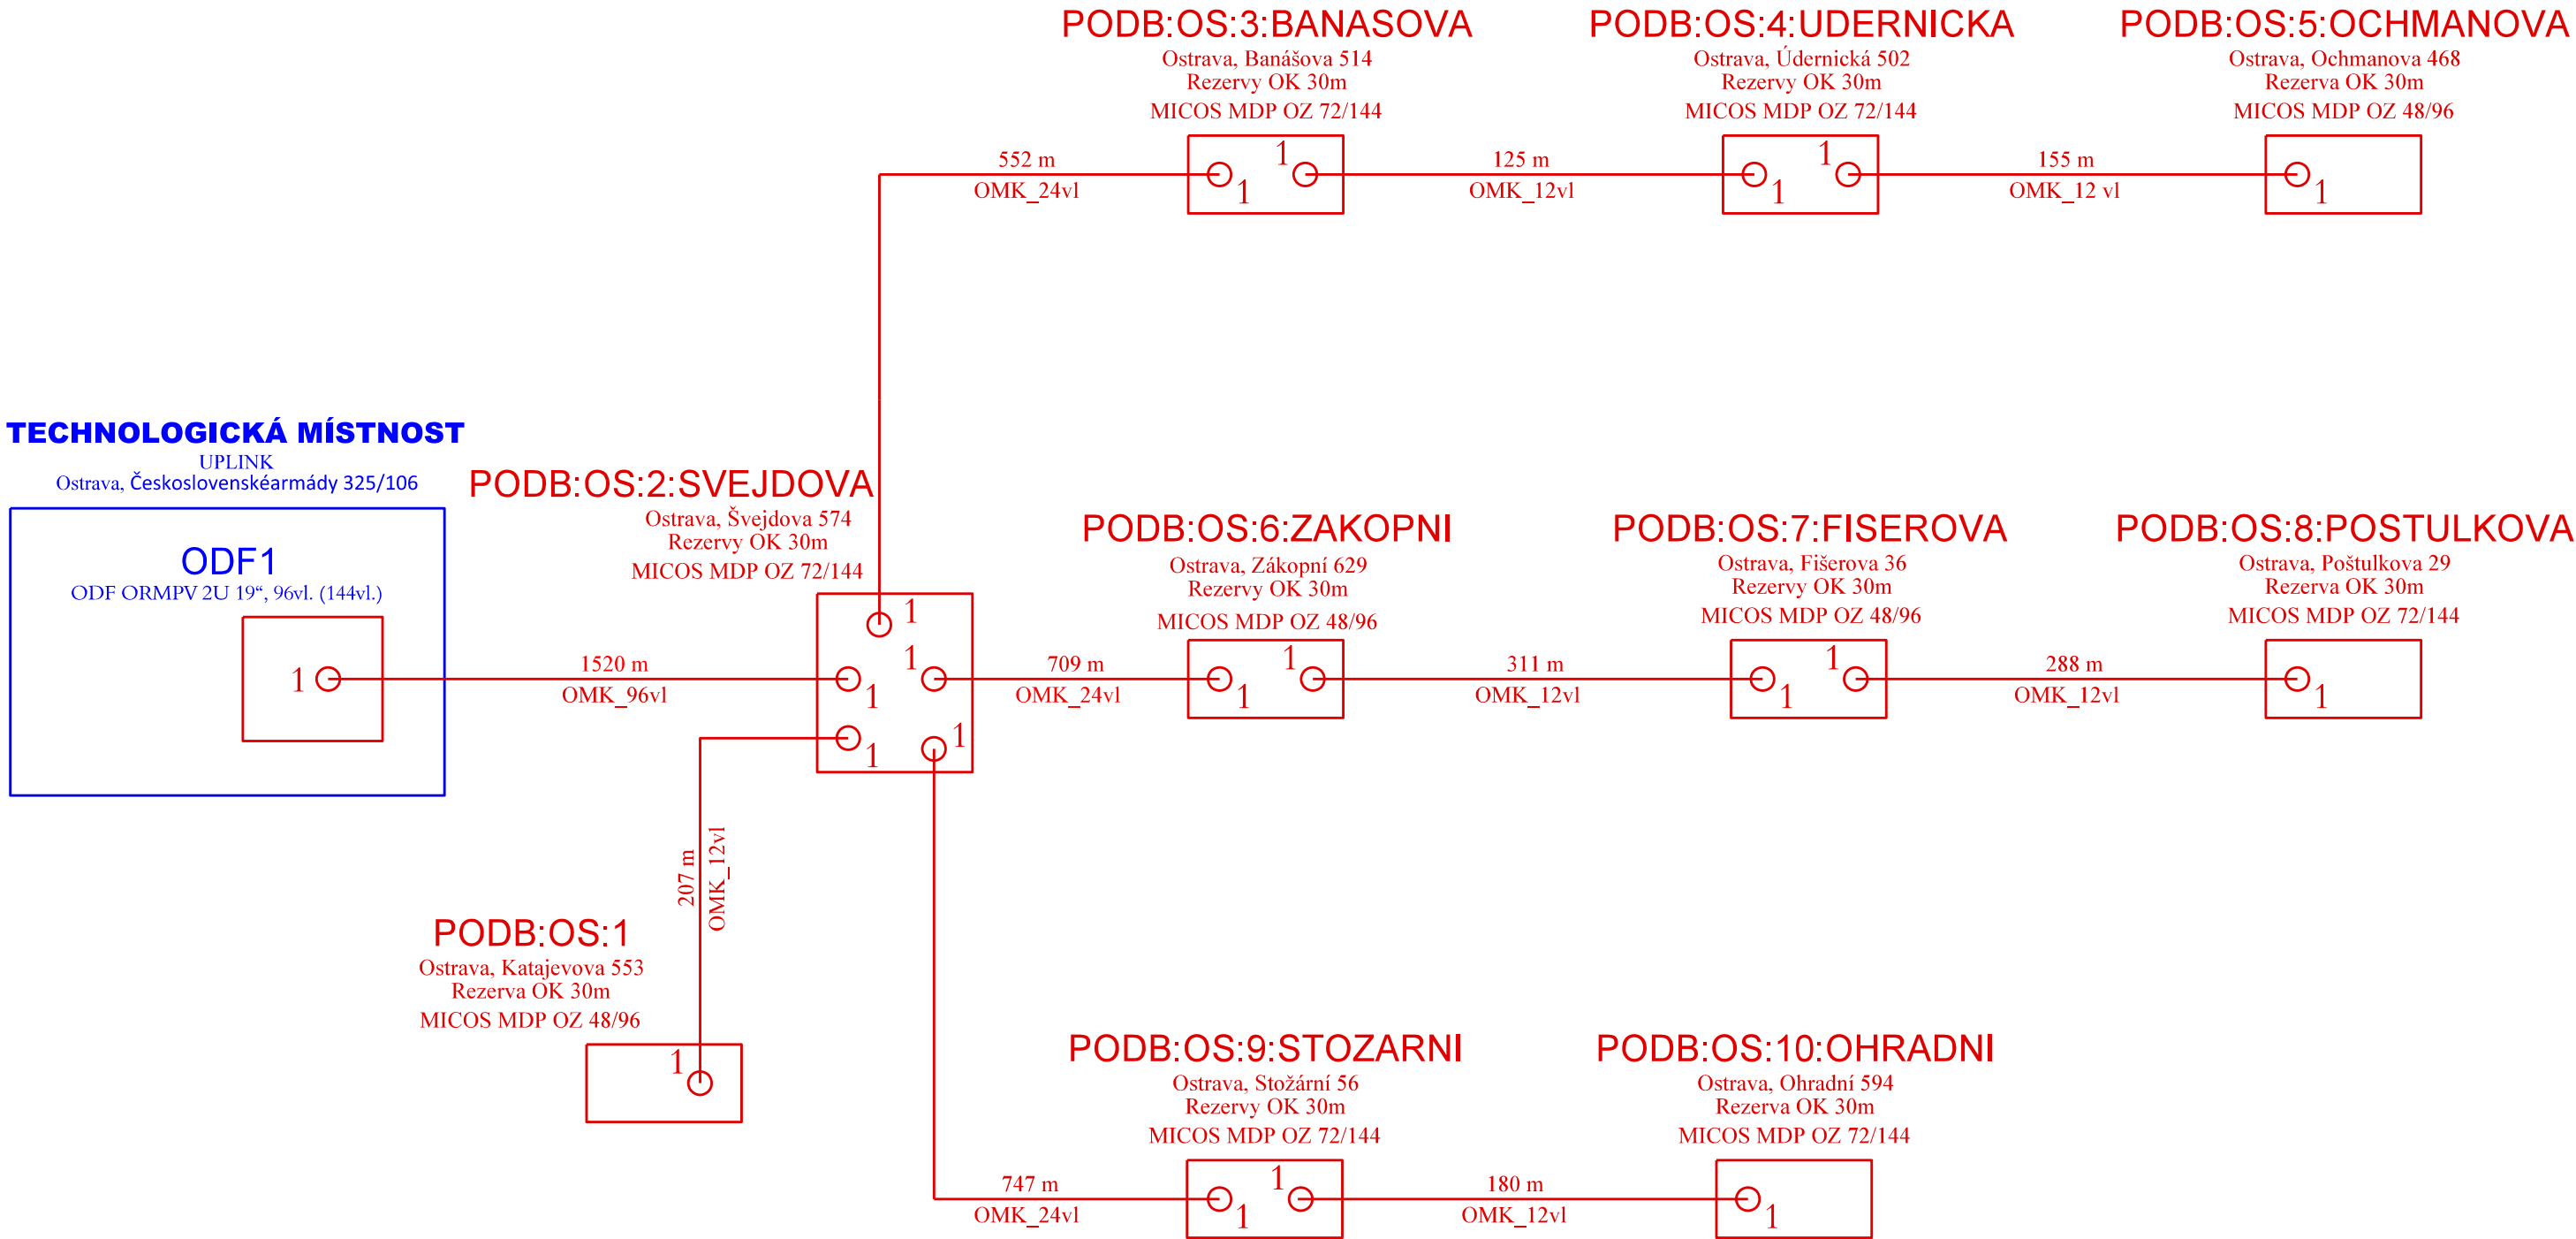 PODB:OS:3:BANASOVA
Ostrava, Banášova 514
Rezervy OK 30m
MICOS MDP OZ 72/144
PODB:OS:4:UDERNICKA
Ostrava, Údernická 502
Rezervy OK 30m
MICOS MDP OZ 72/144
PODB:OS:5:OCHMANOVA
Ostrava, Ochmanova 468
Rezerva OK 30m
MICOS MDP OZ 48/96
552 m
OMK_24vl
1
1
125 m
OMK_12vl
1
1
155 m
OMK_12 vl
1
TECHNOLOGICKÁ MÍSTNOST
UPLINK
Ostrava, Československéarmády 325/106
ODF1
ODF ORMPV 2U 19“, 96vl. (144vl.)
1
1520 m
OMK_96vl
PODB:OS:2:SVEJDOVA
Ostrava, Švejdova 574
Rezervy OK 30m
MICOS MDP OZ 72/144
1
1
1
1
1
PODB:OS:6:ZAKOPNI
Ostrava, Zákopní 629
Rezervy OK 30m
MICOS MDP OZ 48/96
PODB:OS:7:FISEROVA
Ostrava, Fišerova 36
Rezervy OK 30m
MICOS MDP OZ 48/96
PODB:OS:8:POSTULKOVA
Ostrava, Poštulkova 29
Rezerva OK 30m
MICOS MDP OZ 72/144
709 m
OMK_24vl
1
1
311 m
OMK_12vl
1
1
288 m
OMK_12vl
1
207 m
OMK_12vl
PODB:OS:1
Ostrava, Katajevova 553
Rezerva OK 30m
MICOS MDP OZ 48/96
1
PODB:OS:9:STOZARNI
Ostrava, Stožární 56
Rezervy OK 30m
MICOS MDP OZ 72/144
PODB:OS:10:OHRADNI
Ostrava, Ohradní 594
Rezerva OK 30m
MICOS MDP OZ 72/144
747 m
OMK_24vl
1
1
180 m
OMK_12vl
1